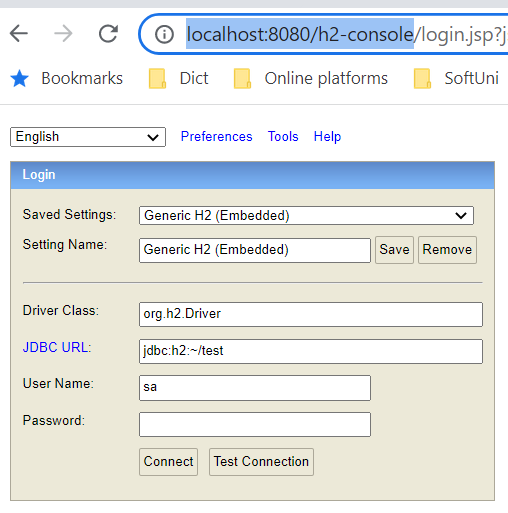 localhost:8080/h2-console/login.jsp?j
Bookmarks Dict Online platforms SoftUni
English Preferences Tools Help
Login
Saved Settings: Generic H2 (Embedded)
Setting Name: Generic H2 (Embedded) Save Remove
Driver Class: org.h2.Driver
JDBC URL: jdbc:h2:~/test
User Name: sa
Password:
Connect Test Connection